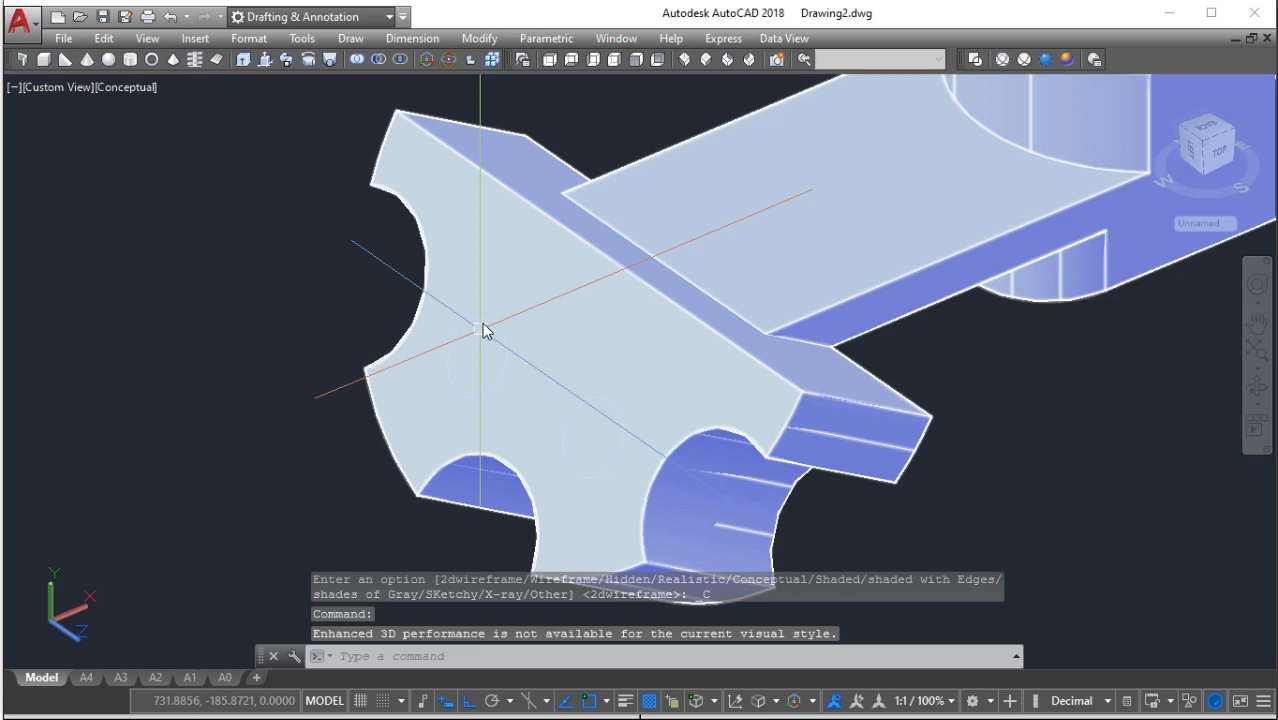 Drafting & Annotation
Autodesk AutoCAD 2018 Drawing2.dwg
File Edit View Insert Format Tools Draw Dimension Modify Parametric Window Help Express Data View
[−][Custom View][Conceptual]
TOP
W
S
Unnamed
Y
X
Z
Enter an option [2dwireframe/Wireframe/Hidden/Realistic/Conceptual/Shaded/shaded with Edges/
shades of Gray/SKetchy/X-ray/Other] <2dwireframe>: _C
Command:
Enhanced 3D performance is not available for the current visual style.
Type a command
Model A4 A3 A2 A1 A0
731.8856, -185.8721, 0.0000 MODEL 1:1 / 100% Decimal